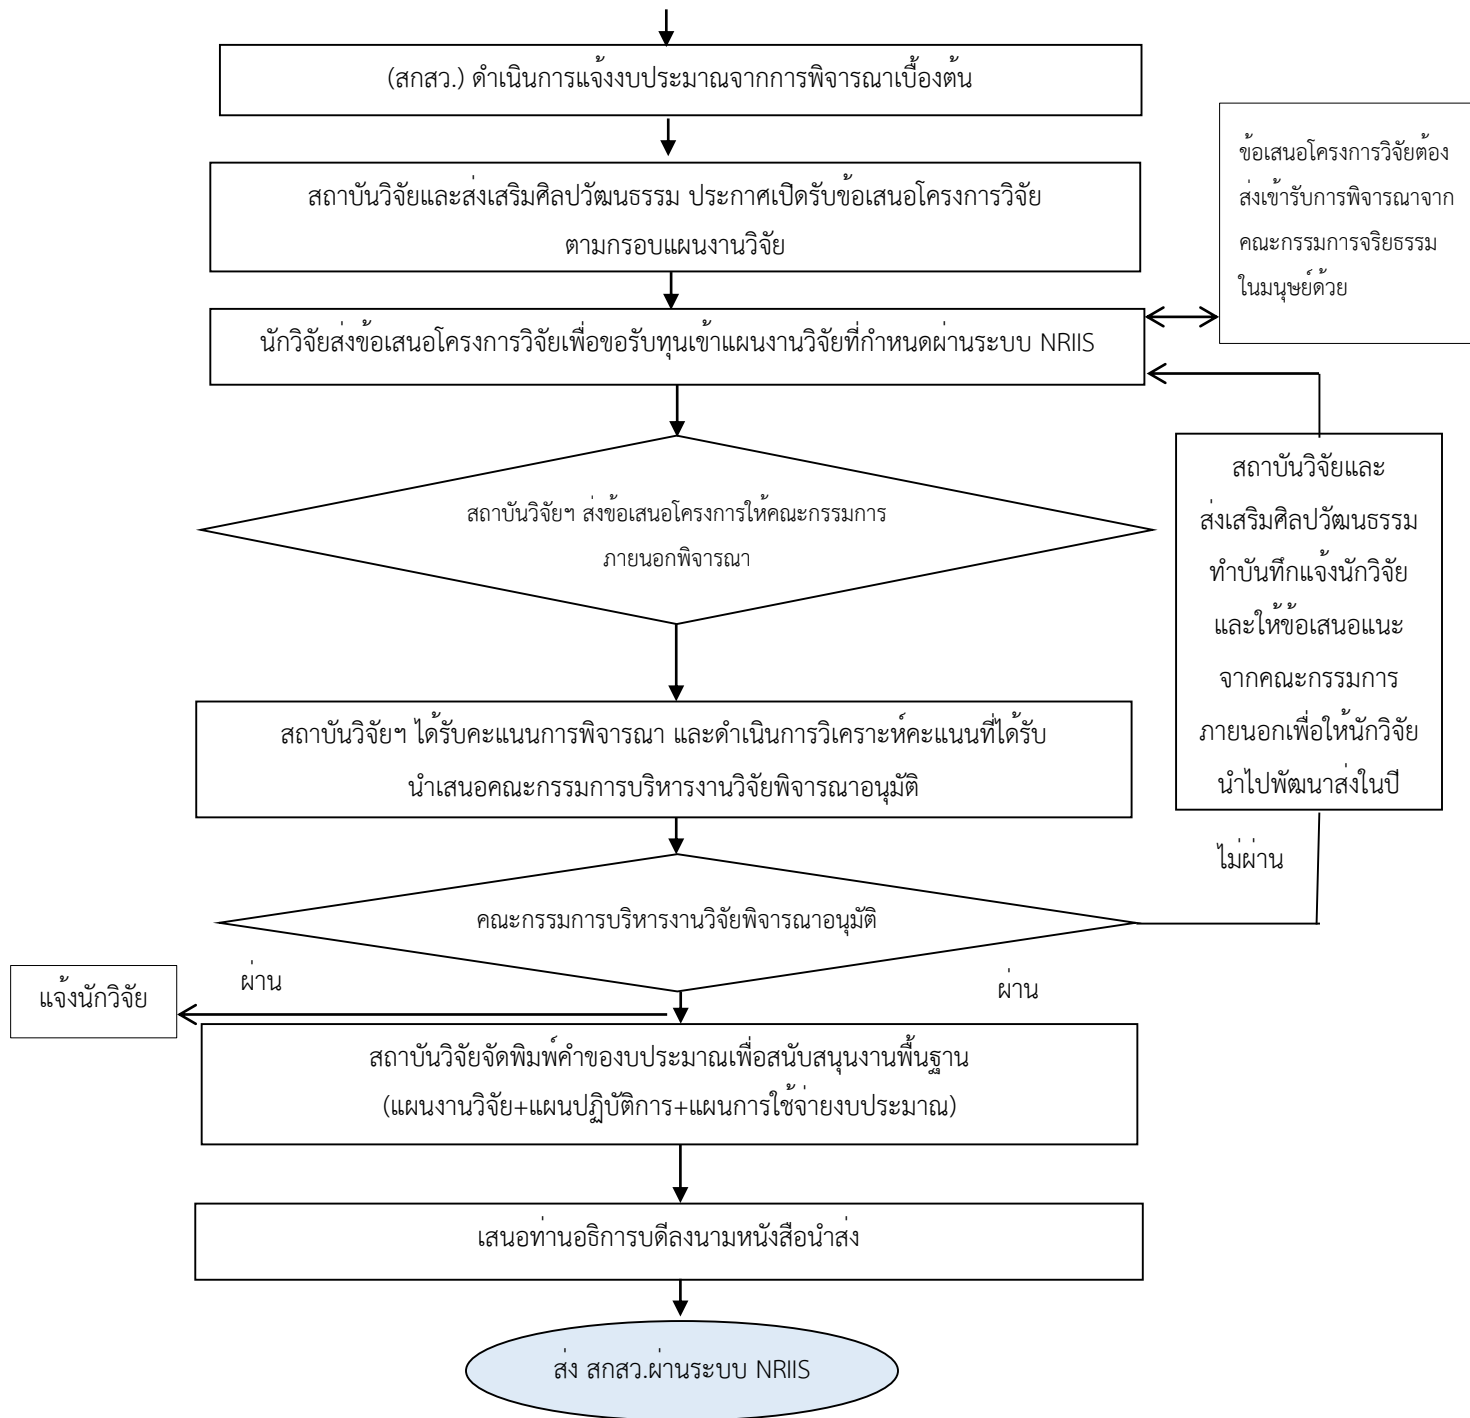 (สกสว.) ดำเนินการแจ้งงบประมาณจากการพิจารณาเบื้องต้น
สถาบันวิจัยและส่งเสริมศิลปวัฒนธรรม ประกาศเปิดรับข้อเสนอโครงการวิจัย
ตามกรอบแผนงานวิจัย
ข้อเสนอโครงการวิจัยต้อง
ส่งเข้ารับการพิจารณาจาก
คณะกรรมการจริยธรรม
ในมนุษย์ด้วย
นักวิจัยส่งข้อเสนอโครงการวิจัยเพื่อขอรับทุนเข้าแผนงานวิจัยที่กำหนดผ่านระบบ NRIIS
สถาบันวิจัยฯ ส่งข้อเสนอโครงการให้คณะกรรมการ
ภายนอกพิจารณา
สถาบันวิจัยและ
ส่งเสริมศิลปวัฒนธรรม
ทำบันทึกแจ้งนักวิจัย
และให้ข้อเสนอแนะ
จากคณะกรรมการ
ภายนอกเพื่อให้นักวิจัย
นำไปพัฒนาส่งในปี
สถาบันวิจัยฯ ได้รับคะแนนการพิจารณา และดำเนินการวิเคราะห์คะแนนที่ได้รับ
นำเสนอคณะกรรมการบริหารงานวิจัยพิจารณาอนุมัติ
ไม่ผ่าน
คณะกรรมการบริหารงานวิจัยพิจารณาอนุมัติ
ผ่าน
ผ่าน
แจ้งนักวิจัย
สถาบันวิจัยจัดพิมพ์คำของบประมาณเพื่อสนับสนุนงานพื้นฐาน
(แผนงานวิจัย+แผนปฏิบัติการ+แผนการใช้จ่ายงบประมาณ)
เสนอท่านอธิการบดีลงนามหนังสือนำส่ง
ส่ง สกสว.ผ่านระบบ NRIIS